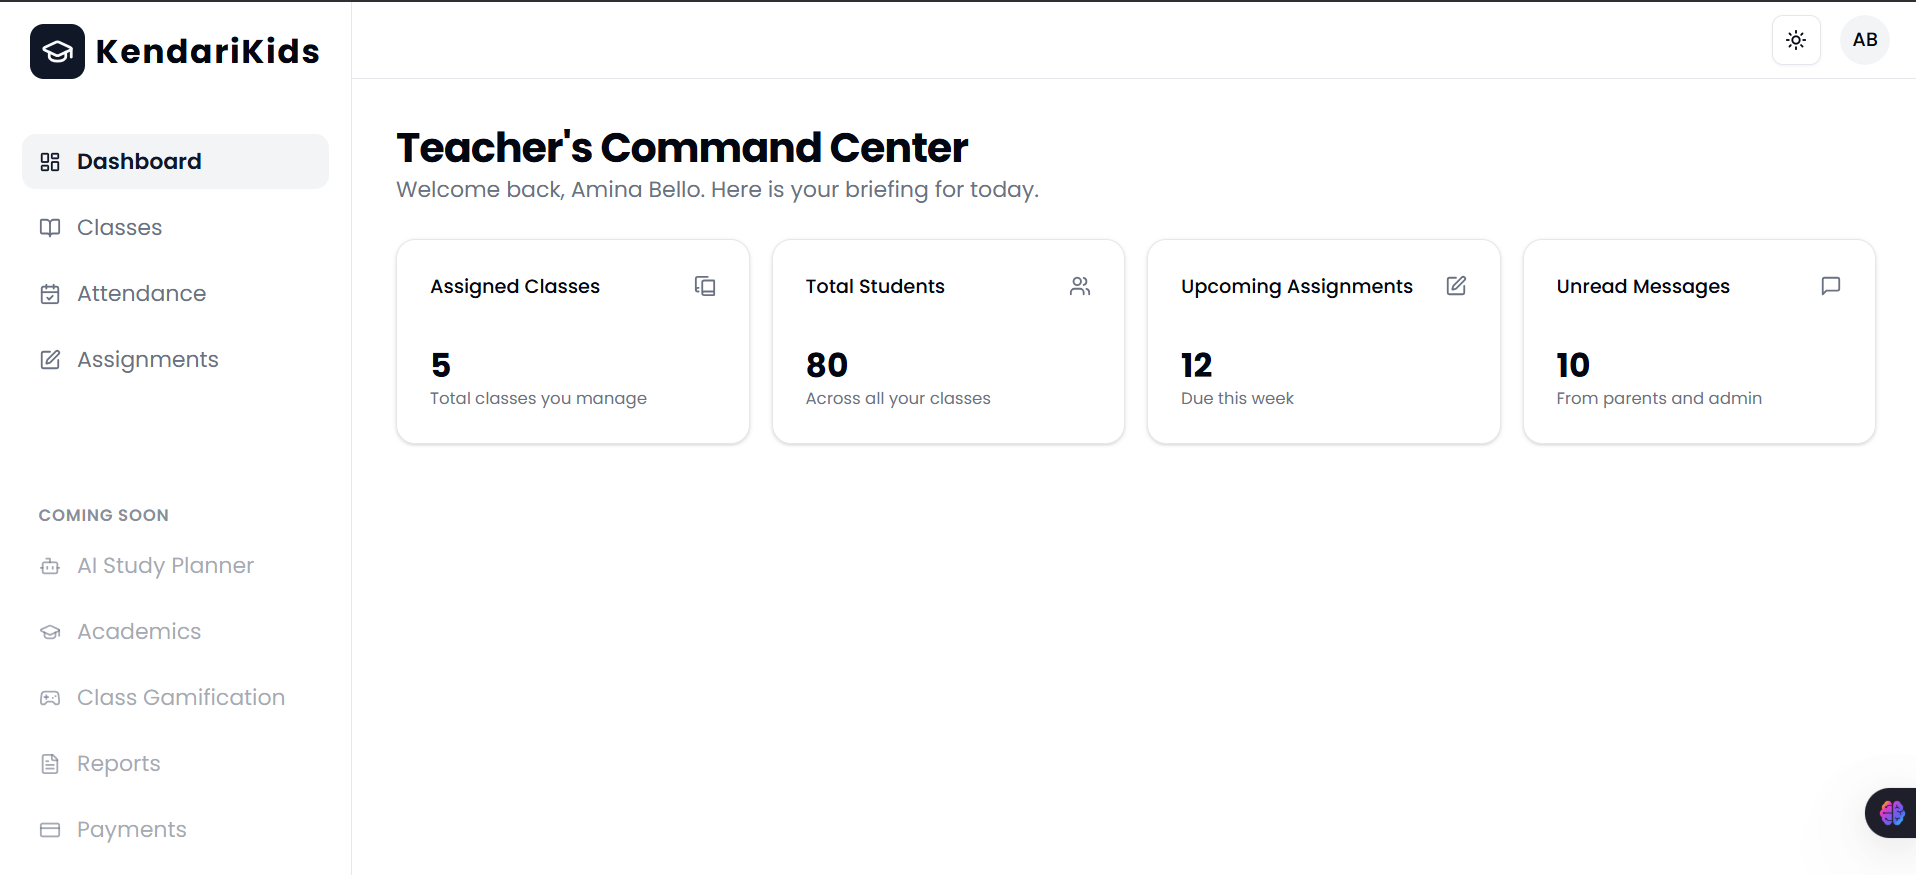 KendariKids
AB
Dashboard
Classes
Attendance
Assignments
COMING SOON
AI Study Planner
Academics
Class Gamification
Reports
Payments
Teacher's Command Center
Welcome back, Amina Bello. Here is your briefing for today.
Assigned Classes
5
Total classes you manage
Total Students
80
Across all your classes
Upcoming Assignments
12
Due this week
Unread Messages
10
From parents and admin